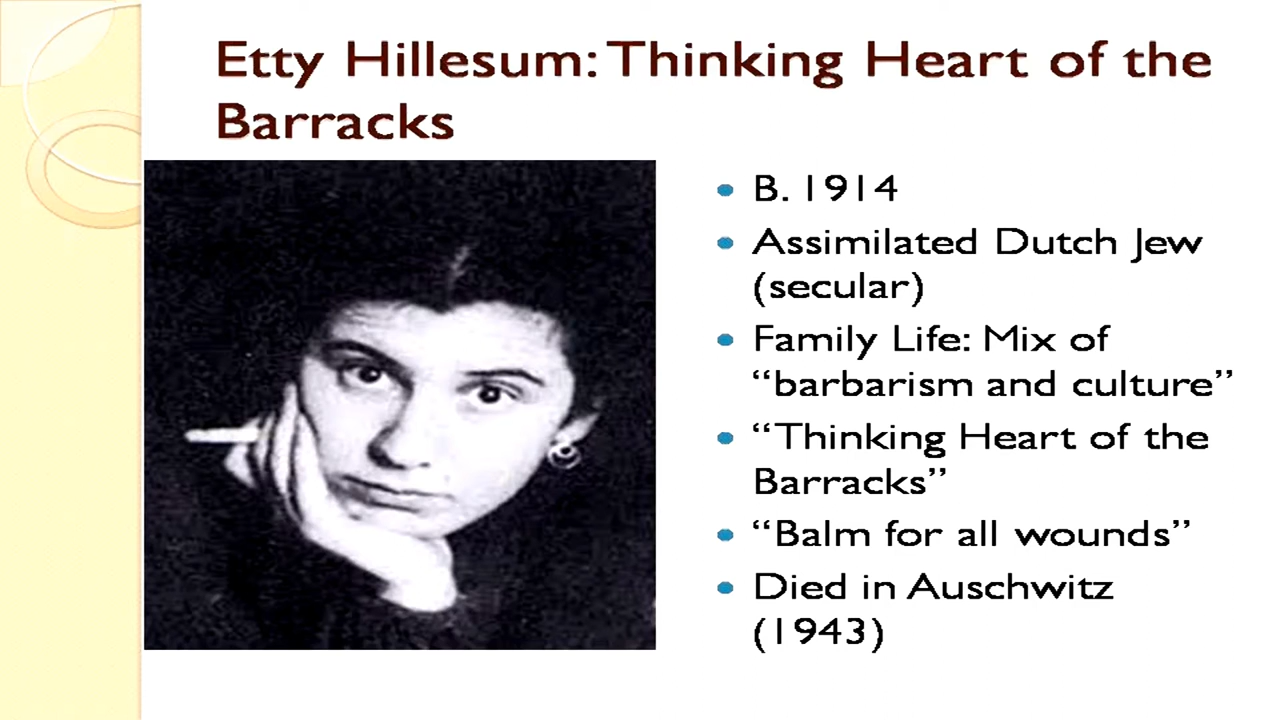 Etty Hillesum: Thinking Heart of the
Barracks
• B. 1914
• Assimilated Dutch Jew
(secular)
• Family Life: Mix of
“barbarism and culture”
• “Thinking Heart of the
Barracks”
• “Balm for all wounds”
• Died in Auschwitz
(1943)